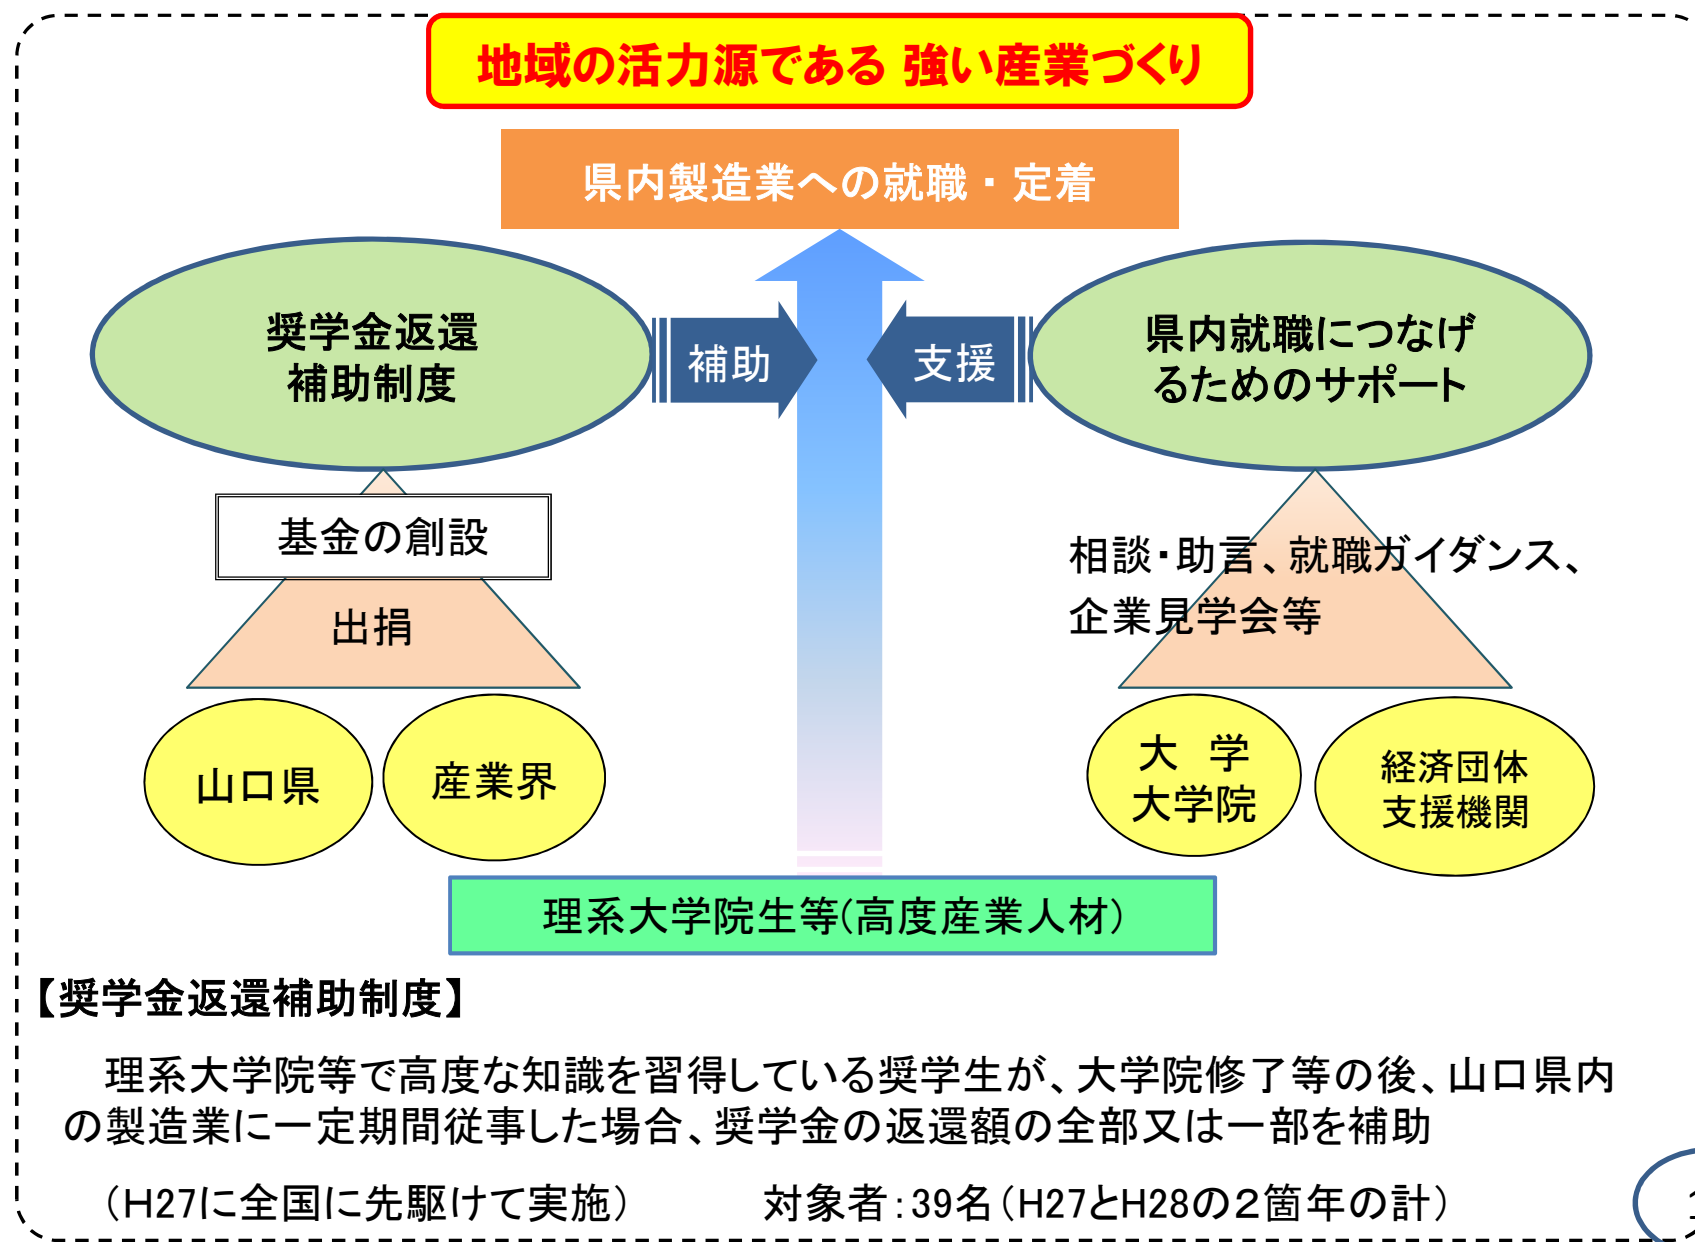 地域の活力源である 強い産業づくり
県内製造業への就職・定着
奨学金返還
補助制度
補助
支援
県内就職につなげ
るためのサポート
基金の創設
出捐
相談・助言、就職ガイダンス、
企業見学会等
山口県
産業界
大　学
大学院
経済団体
支援機関
理系大学院生等(高度産業人材)
【奨学金返還補助制度】
理系大学院等で高度な知識を習得している奨学生が、大学院修了等の後、山口県内
の製造業に一定期間従事した場合、奨学金の返還額の全部又は一部を補助
（H27に全国に先駆けて実施）　　　対象者：39名（H27とH28の２箇年の計）